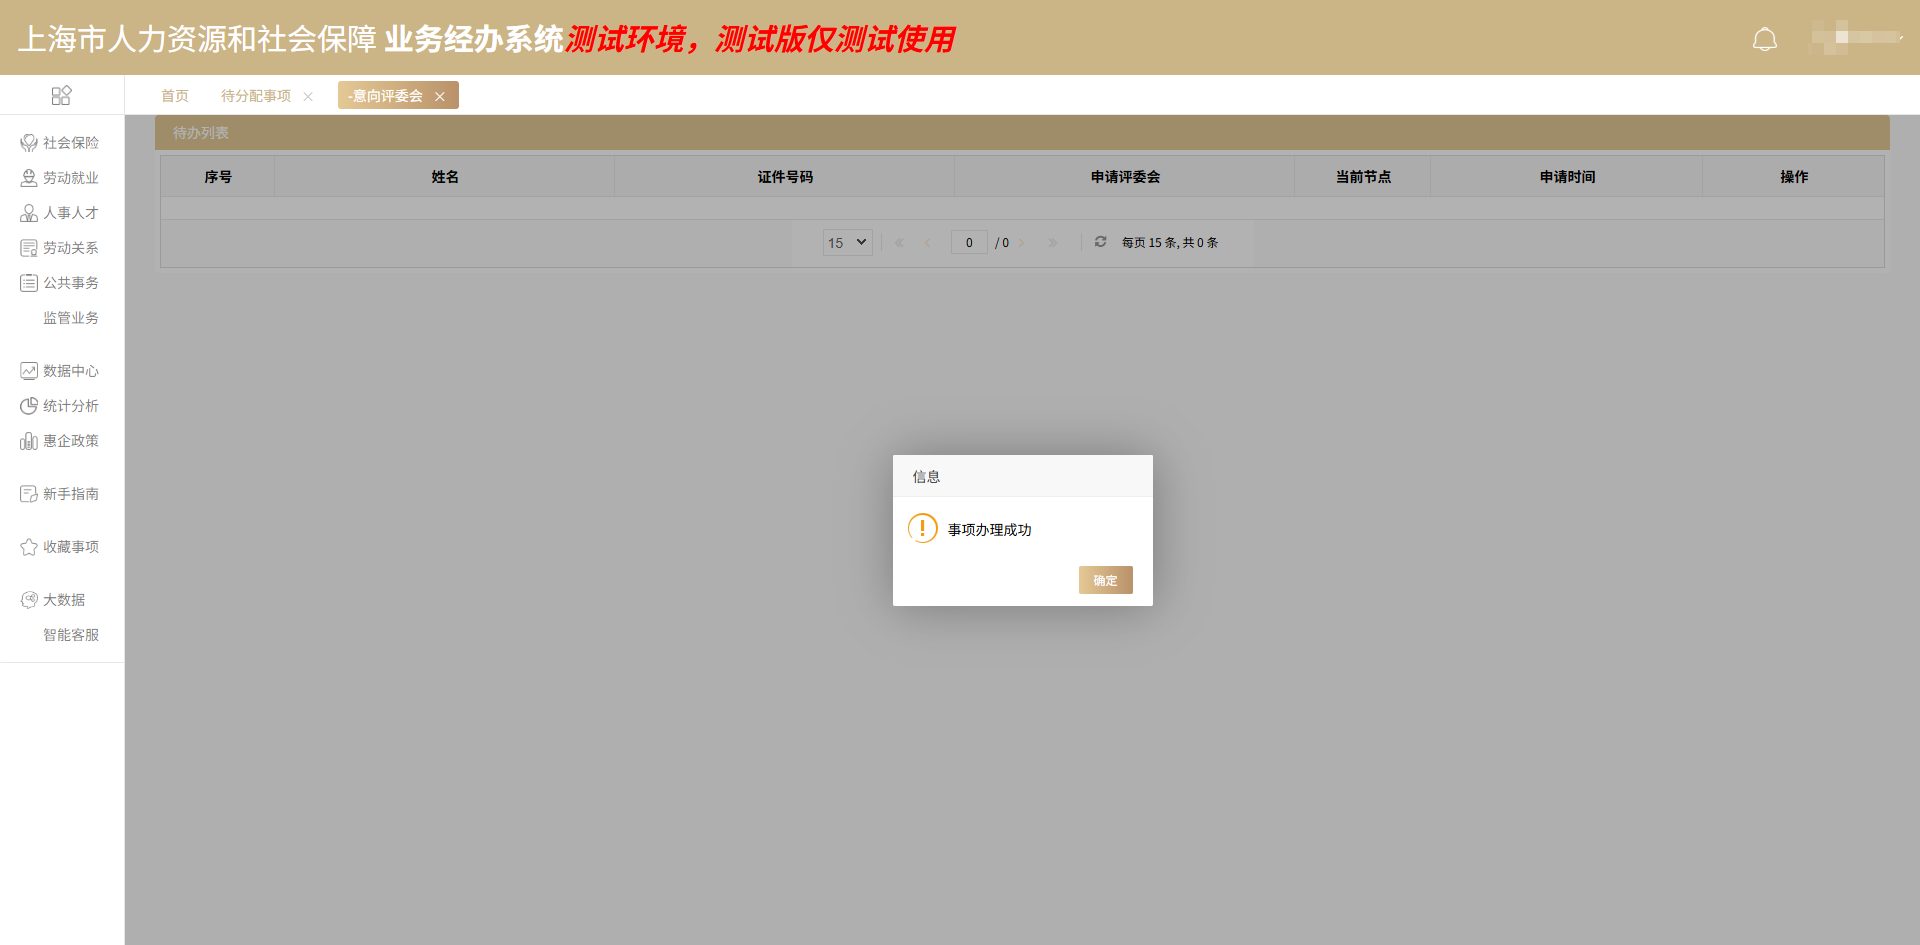 上海市人力资源和社会保障 业务经办系统测试环境，测试版仅测试使用
首页 待分配事项 -意向评委会
社会保险
劳动就业
人事人才
劳动关系
公共事务
监管业务
数据中心
统计分析
惠企政策
新手指南
收藏事项
大数据
智能客服
待办列表
序号 姓名 证件号码 申请评委会 当前节点 申请时间 操作
15 0 / 0 每页 15 条, 共 0 条
信息
事项办理成功
确定